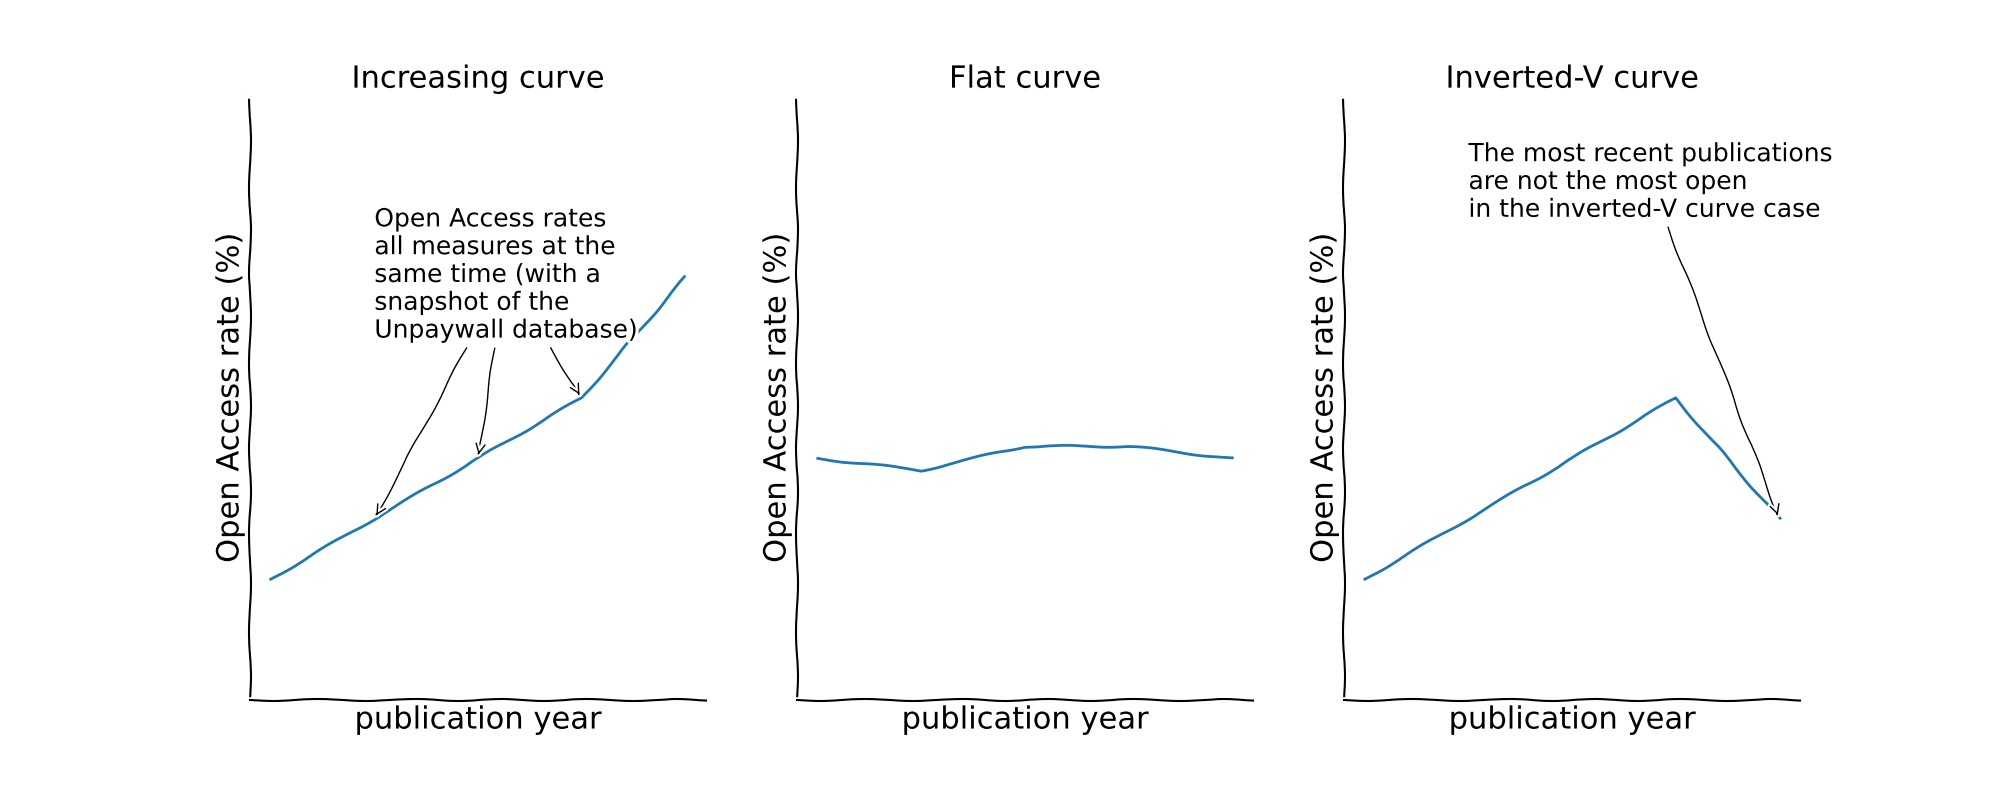 Increasing curve
Open Access rate (%)
Open Access rates
all measures at the
same time (with a
snapshot of the
Unpaywall database)
publication year
Flat curve
Open Access rate (%)
publication year
Inverted-V curve
Open Access rate (%)
The most recent publications
are not the most open
in the inverted-V curve case
publication year